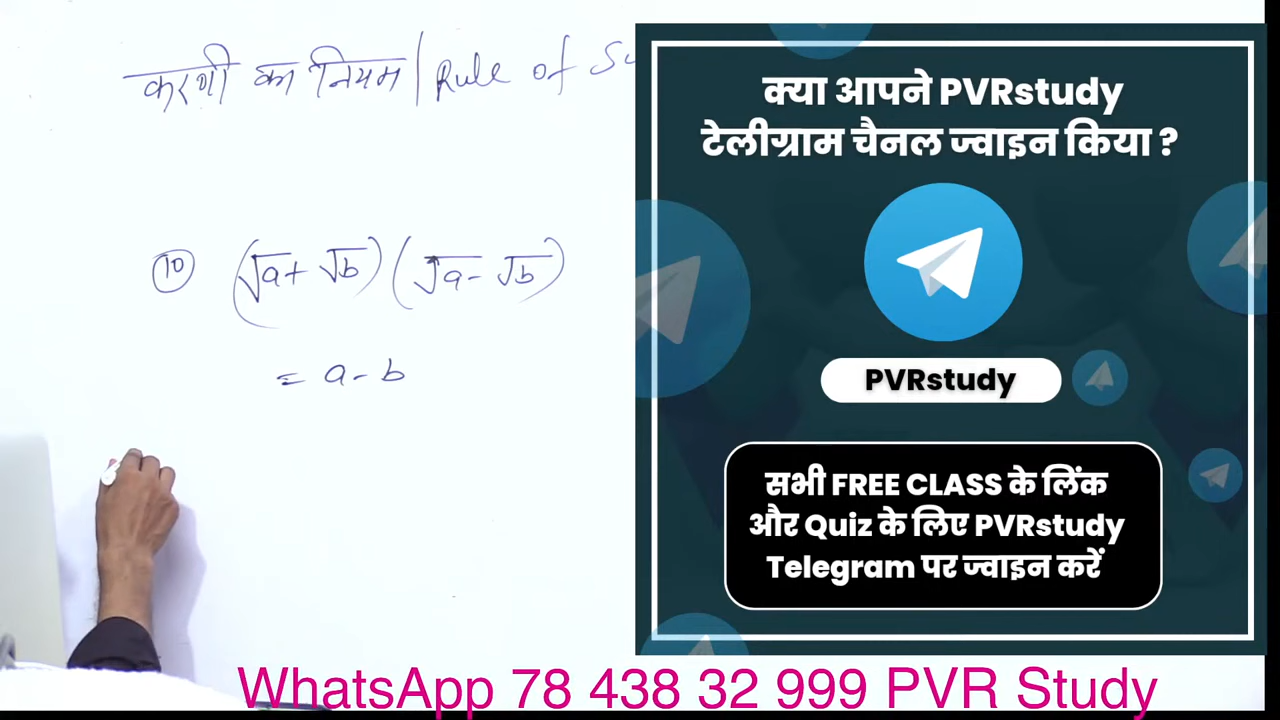 करणी का नियम | Rule of Su
⑩ (√a + √b) (√a - √b)
= a - b
क्या आपने PVRstudy
टेलीग्राम चैनल ज्वाइन किया ?
PVRstudy
सभी FREE CLASS के लिंक
और Quiz के लिए PVRstudy
Telegram पर ज्वाइन करें
WhatsApp 78 438 32 999 PVR Study